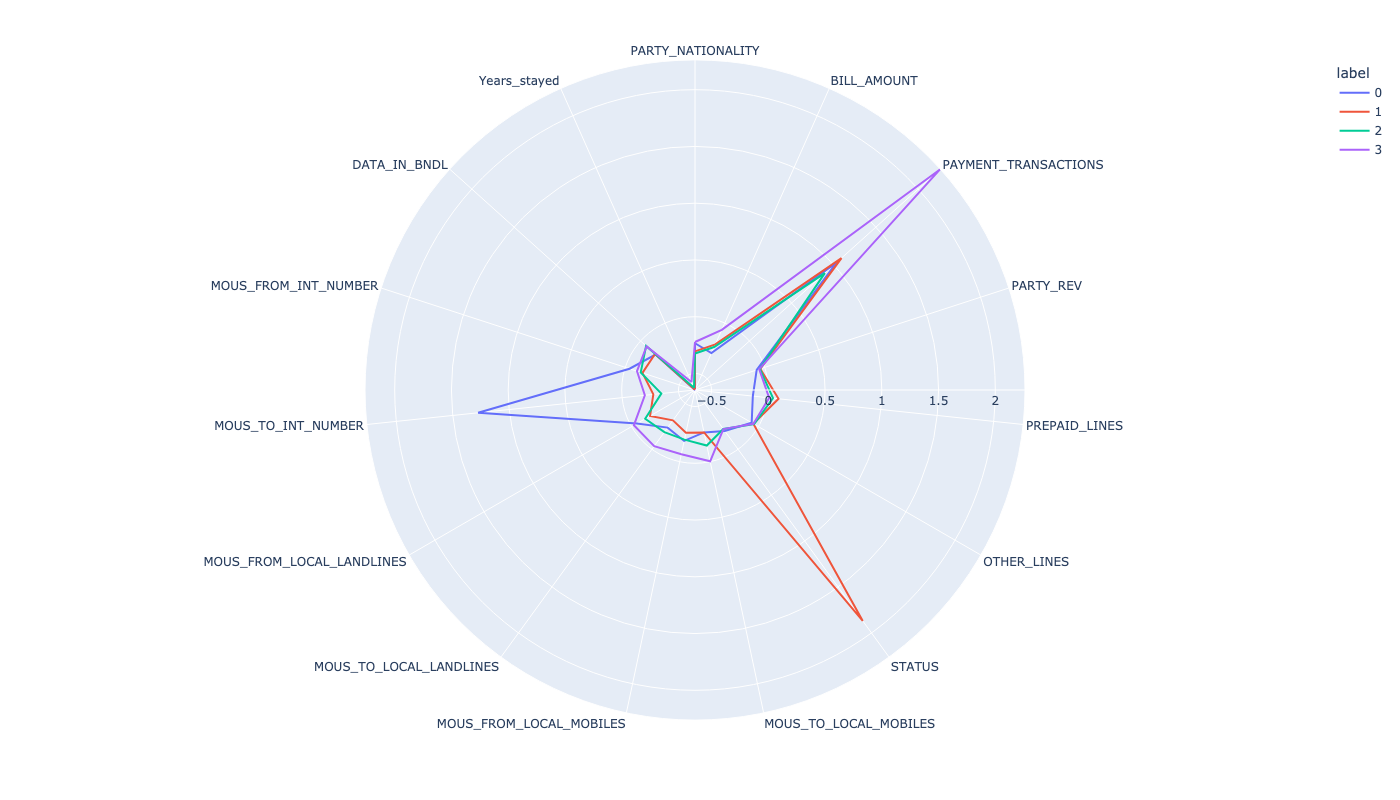 PARTY_NATIONALITY
Years_stayed
BILL_AMOUNT
label
0
1
2
3
DATA_IN_BNDL
PAYMENT_TRANSACTIONS
MOUS_FROM_INT_NUMBER
PARTY_REV
−0.5
0
0.5
1
1.5
2
MOUS_TO_INT_NUMBER
PREPAID_LINES
MOUS_FROM_LOCAL_LANDLINES
OTHER_LINES
MOUS_TO_LOCAL_LANDLINES
STATUS
MOUS_FROM_LOCAL_MOBILES
MOUS_TO_LOCAL_MOBILES